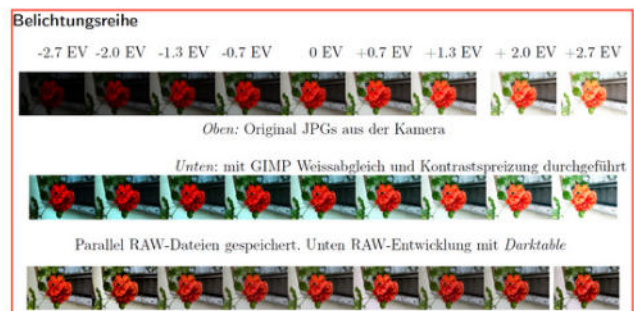 Belichtungsreihe
-2.7 EV -2.0 EV -1.3 EV -0.7 EV 0 EV +0.7 EV +1.3 EV + 2.0 EV +2.7 EV
Oben: Original JPGs aus der Kamera
Unten: mit GIMP Weissabgleich und Kontrastspreizung durchgeführt
Parallel RAW-Dateien gespeichert. Unten RAW-Entwicklung mit Darktable